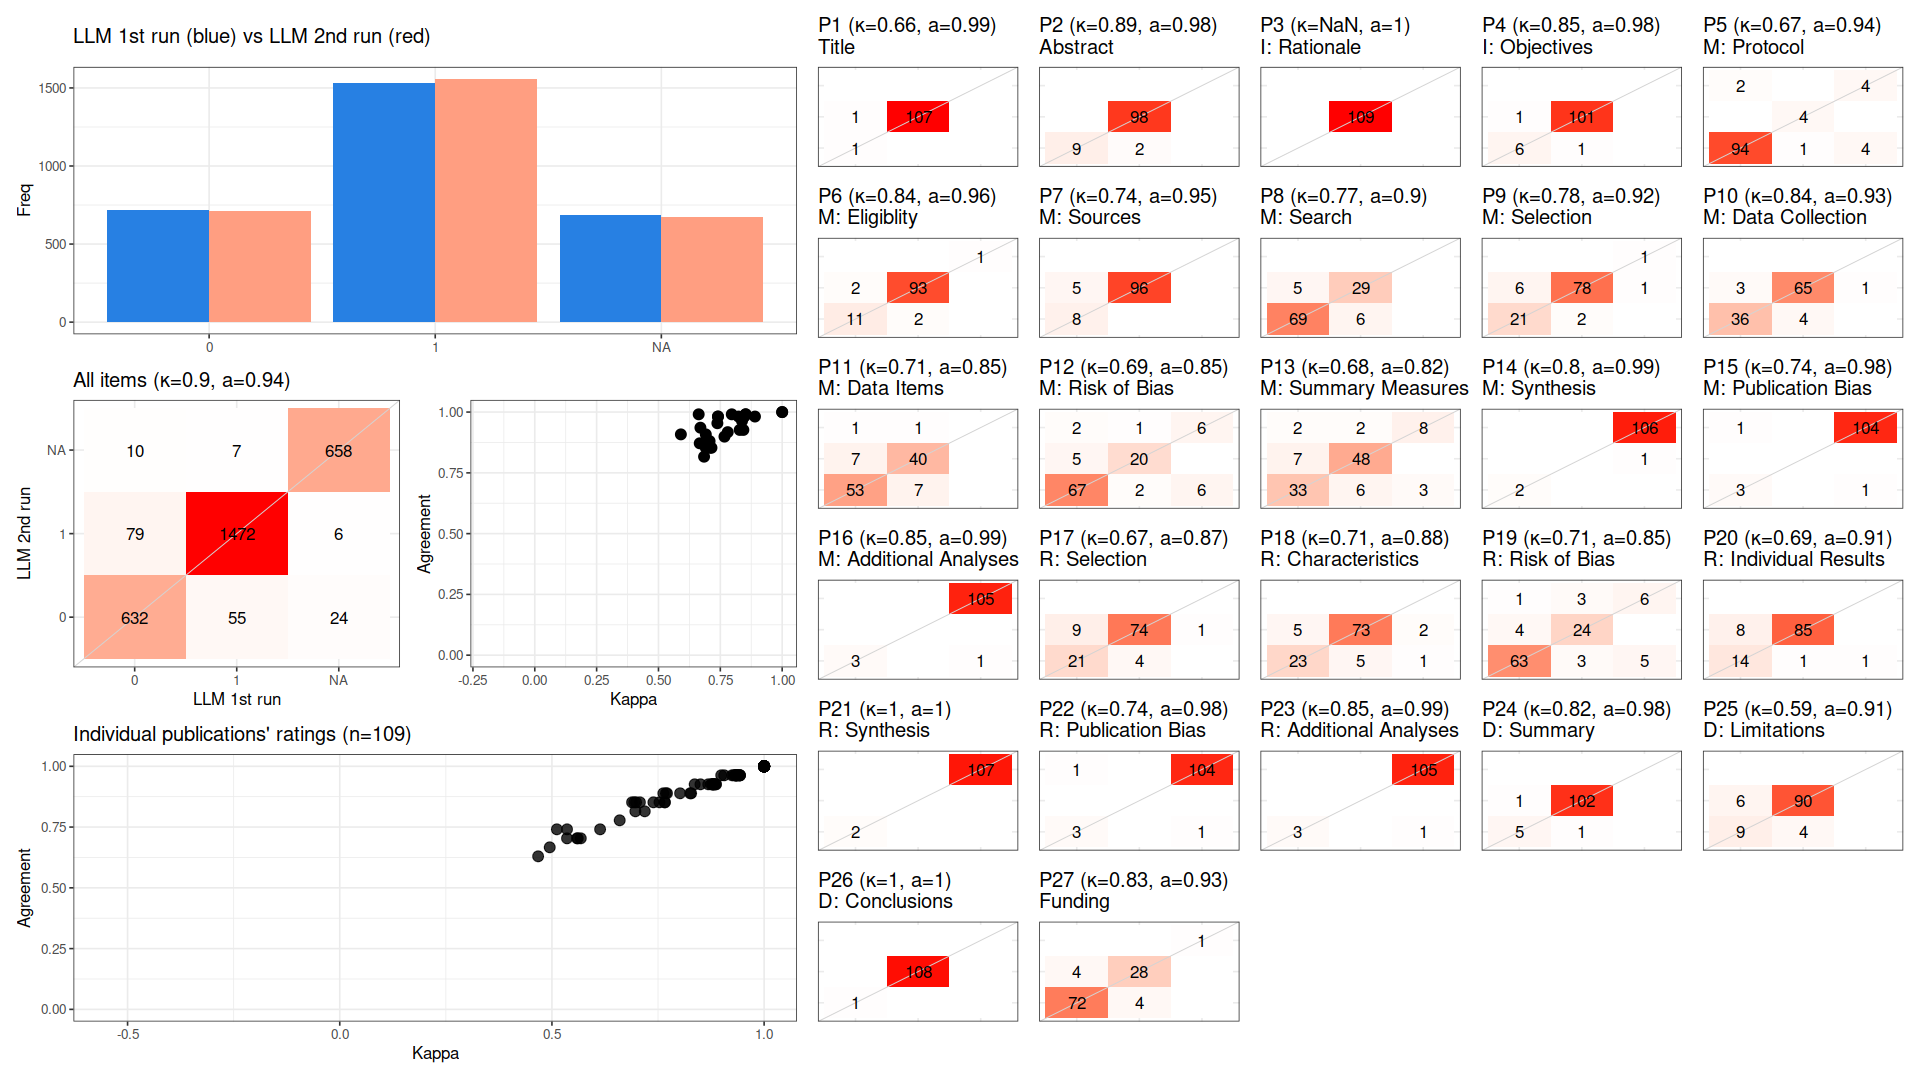 LLM 1st run (blue) vs LLM 2nd run (red)
Freq
1500
1000
500
0
0 1 NA
All items (κ=0.9, a=0.94)
LLM 2nd run
NA
1
0
10 7 658
79 1472 6
632 55 24
0 1 NA
LLM 1st run
Agreement
1.00
0.75
0.50
0.25
0.00
-0.25 0.00 0.25 0.50 0.75 1.00
Kappa
Individual publications' ratings (n=109)
Agreement
1.00
0.75
0.50
0.25
0.00
-0.5 0.0 0.5 1.0
Kappa
P1 (κ=0.66, a=0.99)
Title
1 107
1
P2 (κ=0.89, a=0.98)
Abstract
98
9 2
P3 (κ=NaN, a=1)
I: Rationale
109
P4 (κ=0.85, a=0.98)
I: Objectives
1 101
6 1
P5 (κ=0.67, a=0.94)
M: Protocol
2 4
4
94 1 4
P6 (κ=0.84, a=0.96)
M: Eligiblity
1
2 93
11 2
P7 (κ=0.74, a=0.95)
M: Sources
5 96
8
P8 (κ=0.77, a=0.9)
M: Search
5 29
69 6
P9 (κ=0.78, a=0.92)
M: Selection
1
6 78 1
21 2
P10 (κ=0.84, a=0.93)
M: Data Collection
3 65 1
36 4
P11 (κ=0.71, a=0.85)
M: Data Items
1 1
7 40
53 7
P12 (κ=0.69, a=0.85)
M: Risk of Bias
2 1 6
5 20
67 2 6
P13 (κ=0.68, a=0.82)
M: Summary Measures
2 2 8
7 48
33 6 3
P14 (κ=0.8, a=0.99)
M: Synthesis
106
1
2
P15 (κ=0.74, a=0.98)
M: Publication Bias
1 104
3 1
P16 (κ=0.85, a=0.99)
M: Additional Analyses
105
3 1
P17 (κ=0.67, a=0.87)
R: Selection
9 74 1
21 4
P18 (κ=0.71, a=0.88)
R: Characteristics
5 73 2
23 5 1
P19 (κ=0.71, a=0.85)
R: Risk of Bias
1 3 6
4 24
63 3 5
P20 (κ=0.69, a=0.91)
R: Individual Results
8 85
14 1 1
P21 (κ=1, a=1)
R: Synthesis
107
2
P22 (κ=0.74, a=0.98)
R: Publication Bias
1 104
3 1
P23 (κ=0.85, a=0.99)
R: Additional Analyses
105
3 1
P24 (κ=0.82, a=0.98)
D: Summary
1 102
5 1
P25 (κ=0.59, a=0.91)
D: Limitations
6 90
9 4
P26 (κ=1, a=1)
D: Conclusions
108
1
P27 (κ=0.83, a=0.93)
Funding
1
4 28
72 4